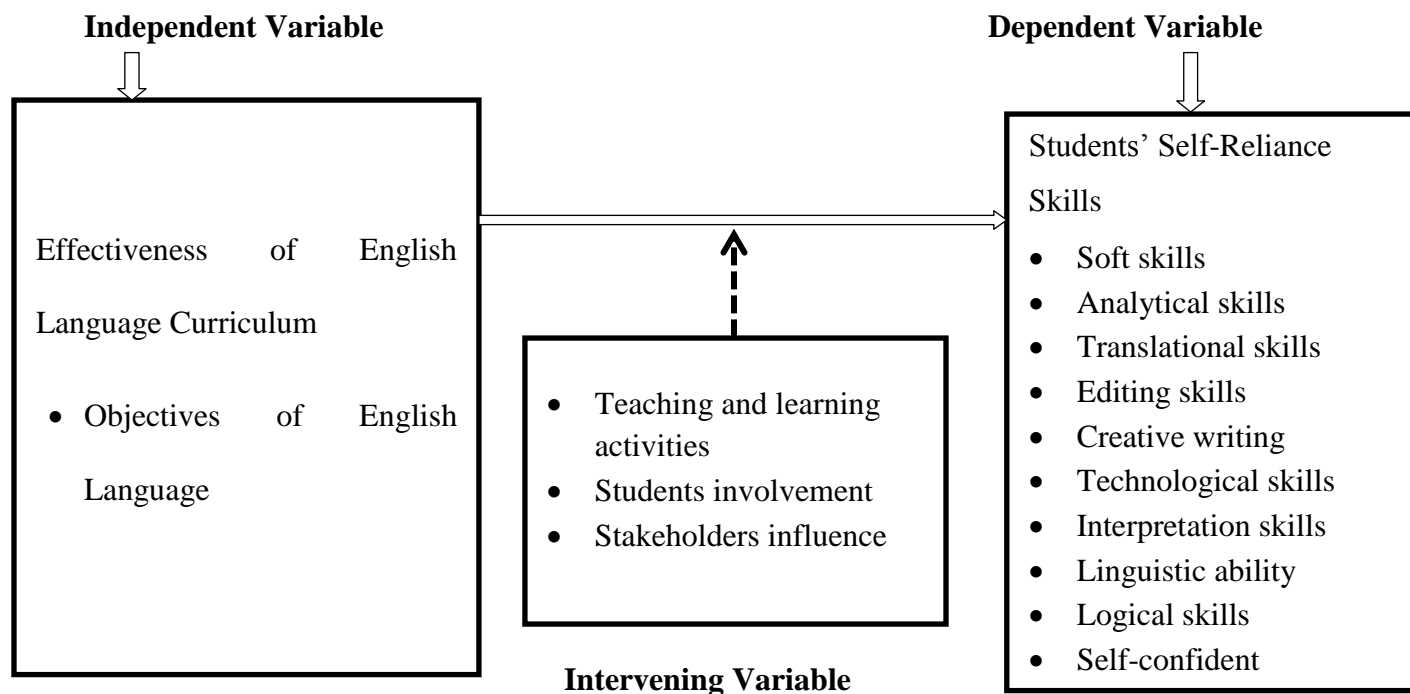 Independent Variable
Dependent Variable
Effectiveness of English
Language Curriculum
• Objectives of English
Language
• Teaching and learning
activities
• Students involvement
• Stakeholders influence
Intervening Variable
Students’ Self-Reliance
Skills
• Soft skills
• Analytical skills
• Translational skills
• Editing skills
• Creative writing
• Technological skills
• Interpretation skills
• Linguistic ability
• Logical skills
• Self-confident